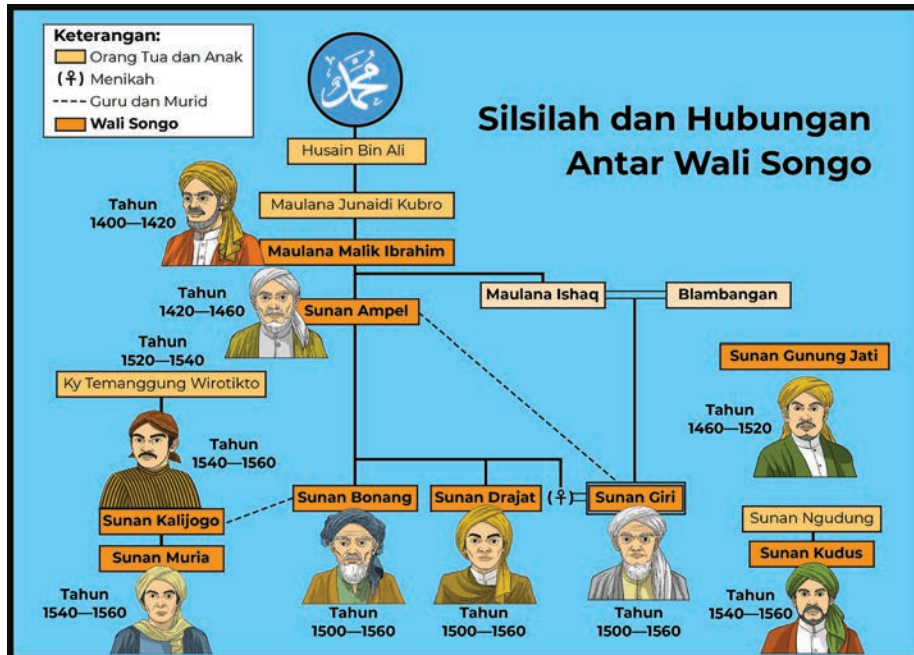 Keterangan:
Orang Tua dan Anak
(⚥) Menikah
Guru dan Murid
Wali Songo
محمد ﷺ
Silsilah dan Hubungan
Antar Wali Songo
Husain Bin Ali
Maulana Junaidi Kubro
Tahun
1400—1420
Maulana Malik Ibrahim
Maulana Ishaq
Blambangan
Tahun
1420—1460
Sunan Ampel
Tahun
1520—1540
Ky Temanggung Wirotikto
Sunan Gunung Jati
Tahun
1460—1520
Tahun
1540—1560
Sunan Kalijogo
Sunan Bonang
Sunan Drajat
(⚥)
Sunan Giri
Sunan Ngudung
Sunan Kudus
Sunan Muria
Tahun
1540—1560
Tahun
1500—1560
Tahun
1500—1560
Tahun
1500—1560
Tahun
1540—1560